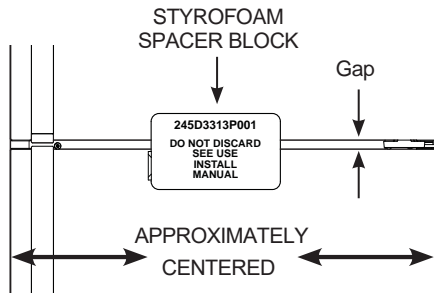 STYROFOAM
SPACER BLOCK
Gap
245D3313P001
DO NOT DISCARD
SEE USE
INSTALL
MANUAL
APPROXIMATELY
CENTERED